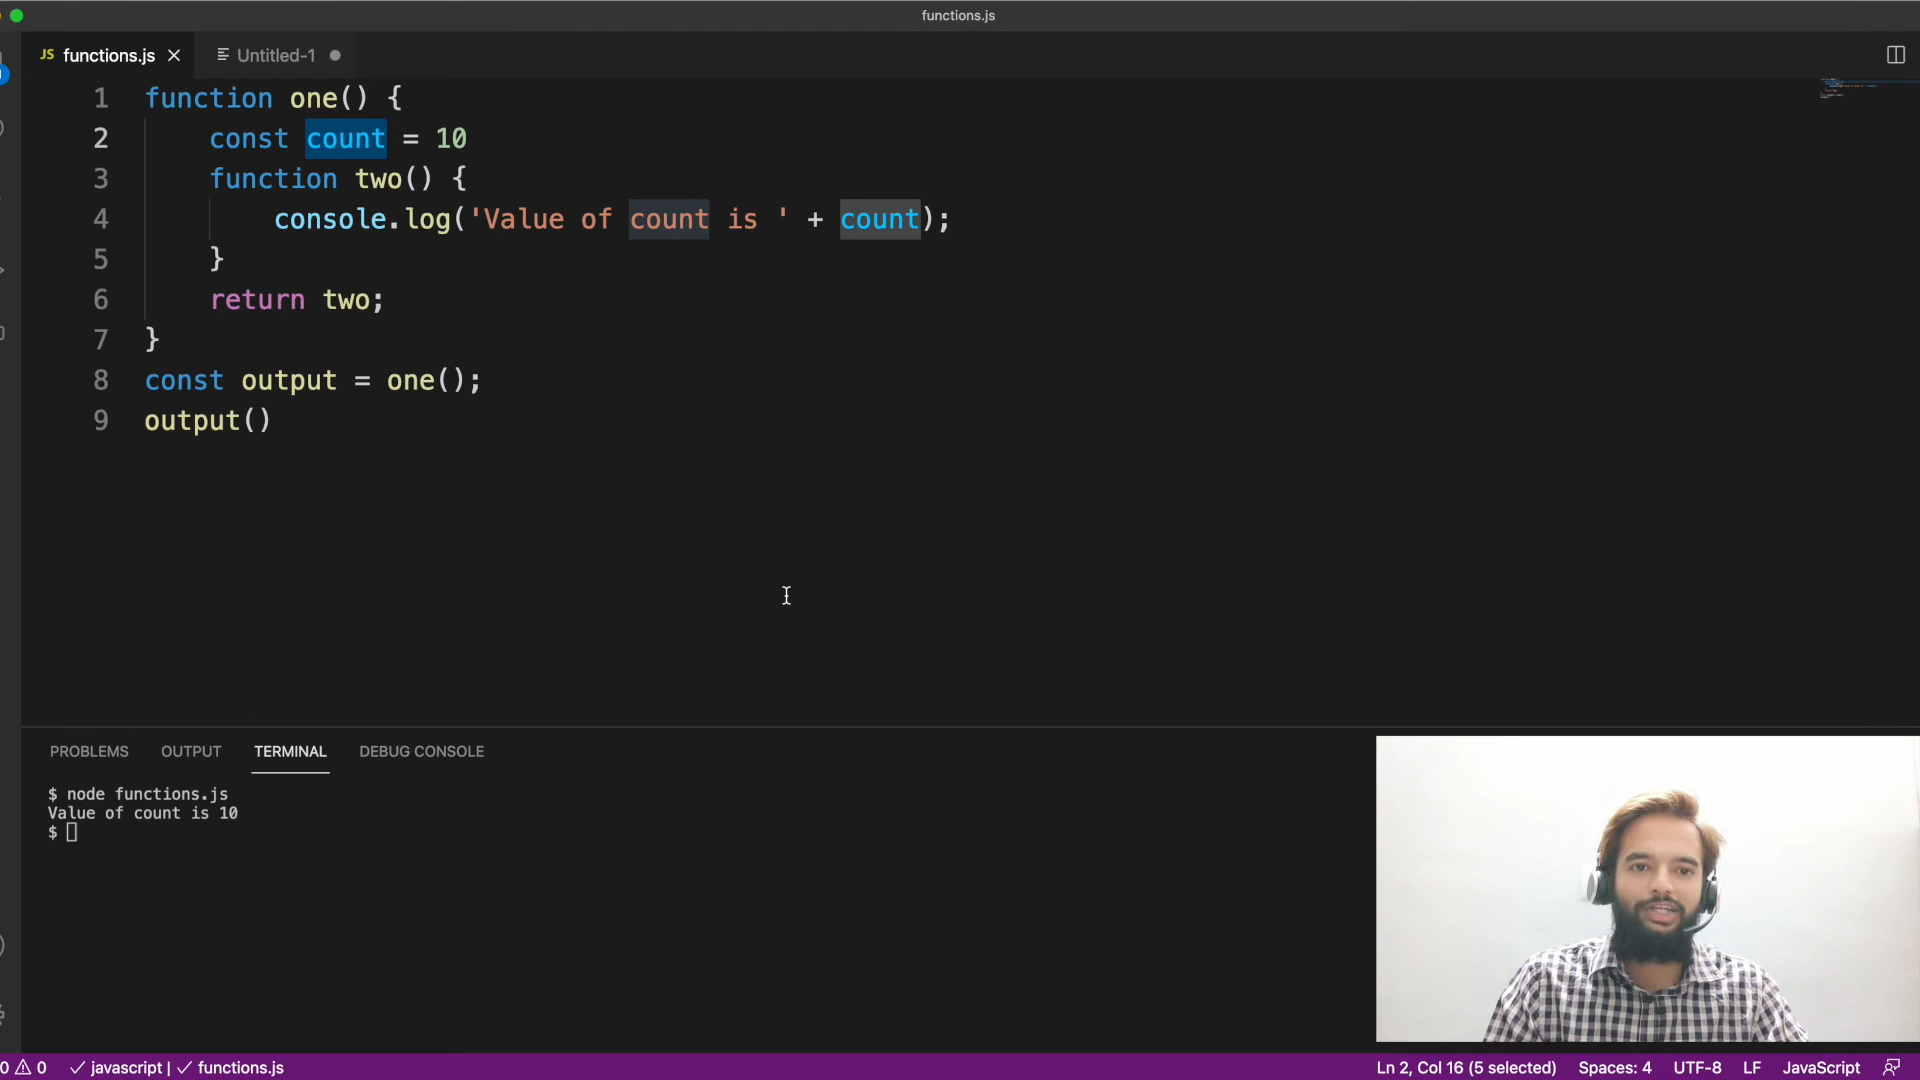 functions.js
JS functions.js
Untitled-1
1 function one() {
2 const count = 10
3 function two() {
4 console.log('Value of count is ' + count);
5 }
6 return two;
7 }
8 const output = one();
9 output()
PROBLEMS OUTPUT TERMINAL DEBUG CONSOLE
$ node functions.js
Value of count is 10
$
0 0 javascript | functions.js Ln 2, Col 16 (5 selected) Spaces: 4 UTF-8 LF JavaScript